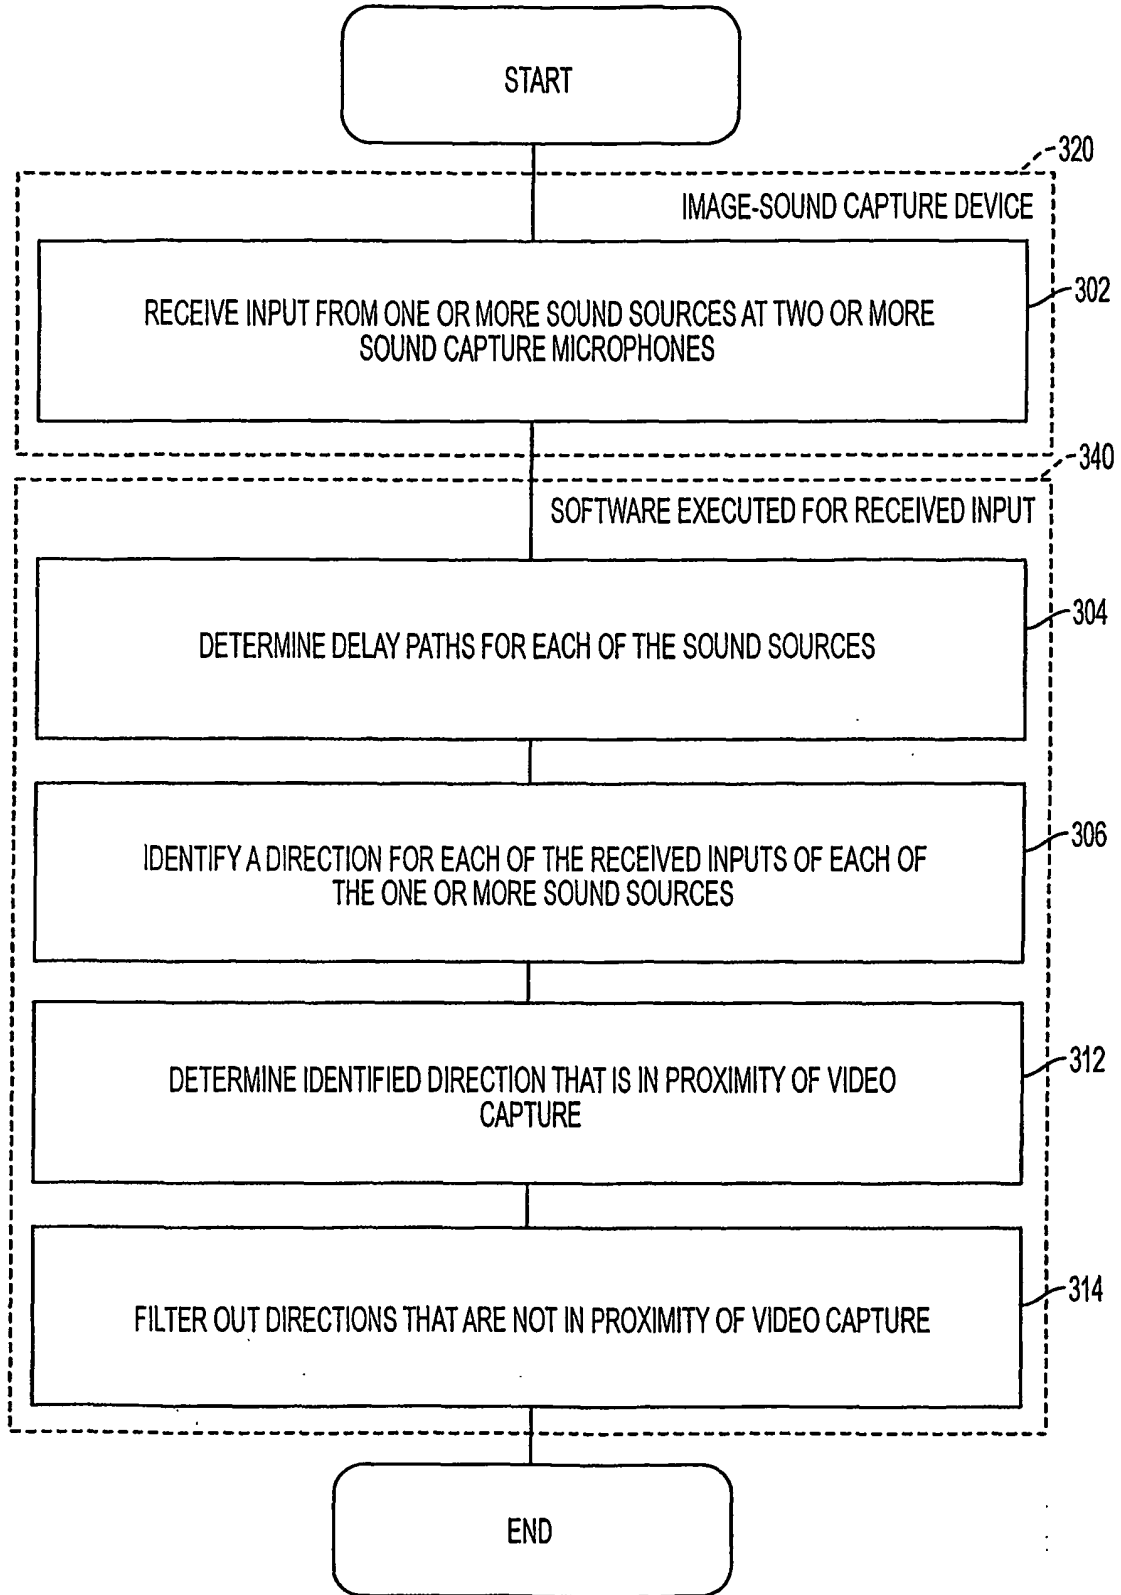 START
320
IMAGE-SOUND CAPTURE DEVICE
RECEIVE INPUT FROM ONE OR MORE SOUND SOURCES AT TWO OR MORE
SOUND CAPTURE MICROPHONES
302
340
SOFTWARE EXECUTED FOR RECEIVED INPUT
DETERMINE DELAY PATHS FOR EACH OF THE SOUND SOURCES
304
IDENTIFY A DIRECTION FOR EACH OF THE RECEIVED INPUTS OF EACH OF
THE ONE OR MORE SOUND SOURCES
306
DETERMINE IDENTIFIED DIRECTION THAT IS IN PROXIMITY OF VIDEO
CAPTURE
312
FILTER OUT DIRECTIONS THAT ARE NOT IN PROXIMITY OF VIDEO CAPTURE
314
END